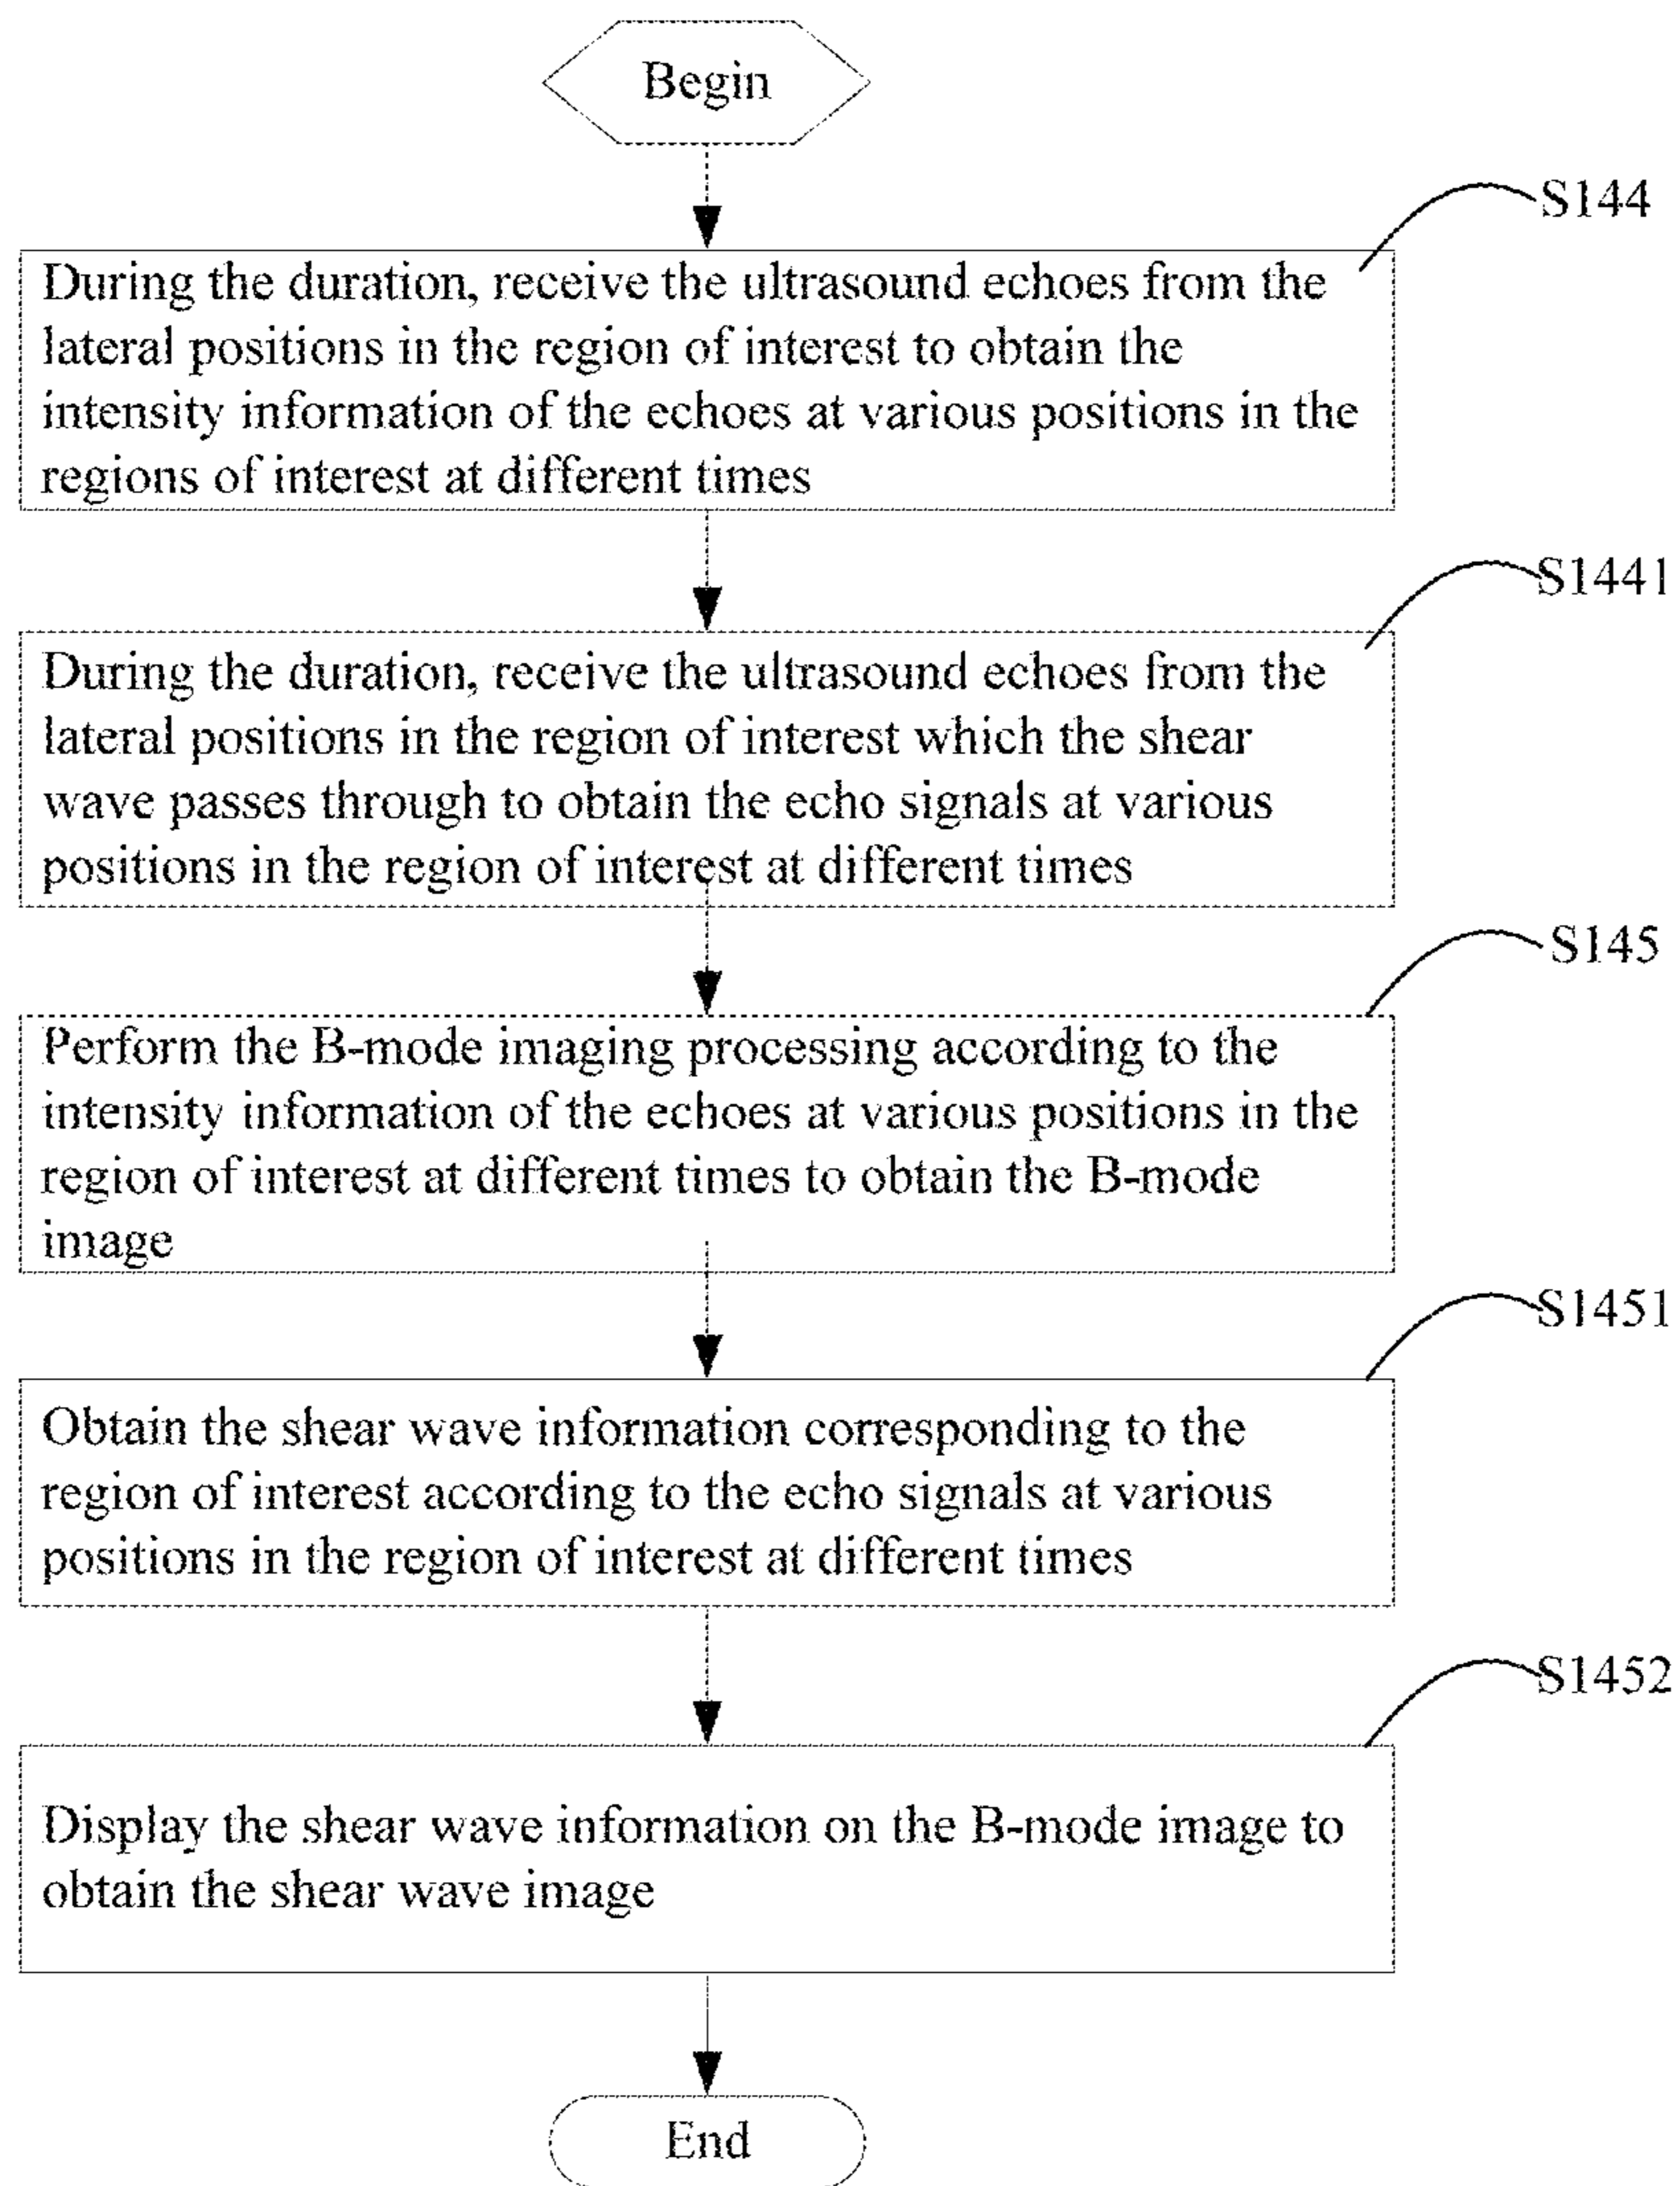 Begin
S144
During the duration, receive the ultrasound echoes from the
lateral positions in the region of interest to obtain the
intensity information of the echoes at various positions in the
regions of interest at different times
S1441
During the duration, receive the ultrasound echoes from the
lateral positions in the region of interest which the shear
wave passes through to obtain the echo signals at various
positions in the region of interest at different times
S145
Perform the B-mode imaging processing according to the
intensity information of the echoes at various positions in the
region of interest at different times to obtain the B-mode
image
S1451
Obtain the shear wave information corresponding to the
region of interest according to the echo signals at various
positions in the region of interest at different times
S1452
Display the shear wave information on the B-mode image to
obtain the shear wave image
End